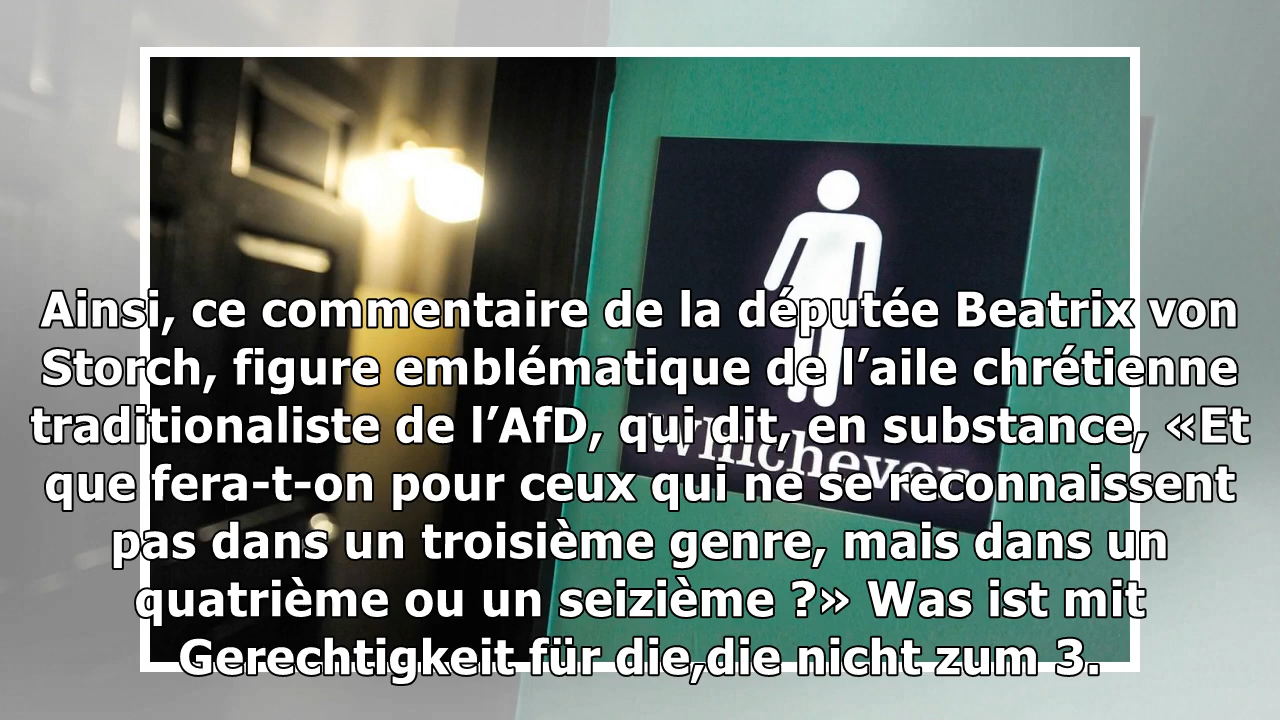 Ainsi, ce commentaire de la députée Beatrix von
Storch, figure emblématique de l’aile chrétienne
traditionaliste de l’AfD, qui dit, en substance, «Et
que fera-t-on pour ceux qui ne se reconnaissent
pas dans un troisième genre, mais dans un
quatrième ou un seizième ?» Was ist mit
Gerechtigkeit für die,die nicht zum 3.
Whichever